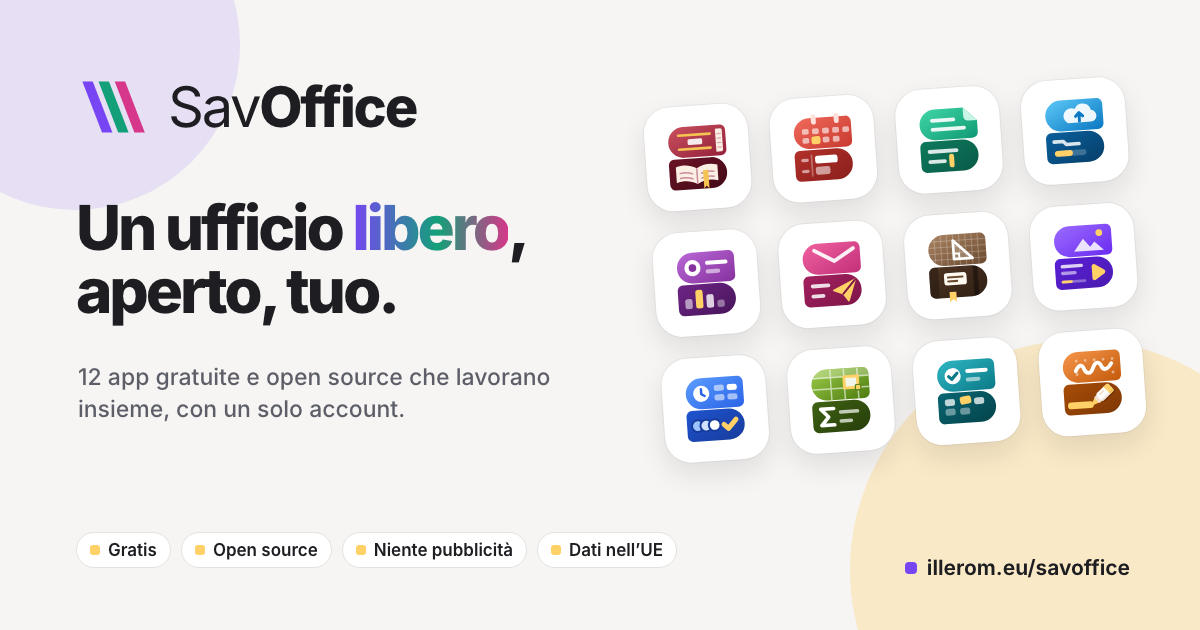 SavOffice
Un ufficio libero,
aperto, tuo.
12 app gratuite e open source che lavorano
insieme, con un solo account.
Gratis
Open source
Niente pubblicità
Dati nell’UE
illerom.eu/savoffice